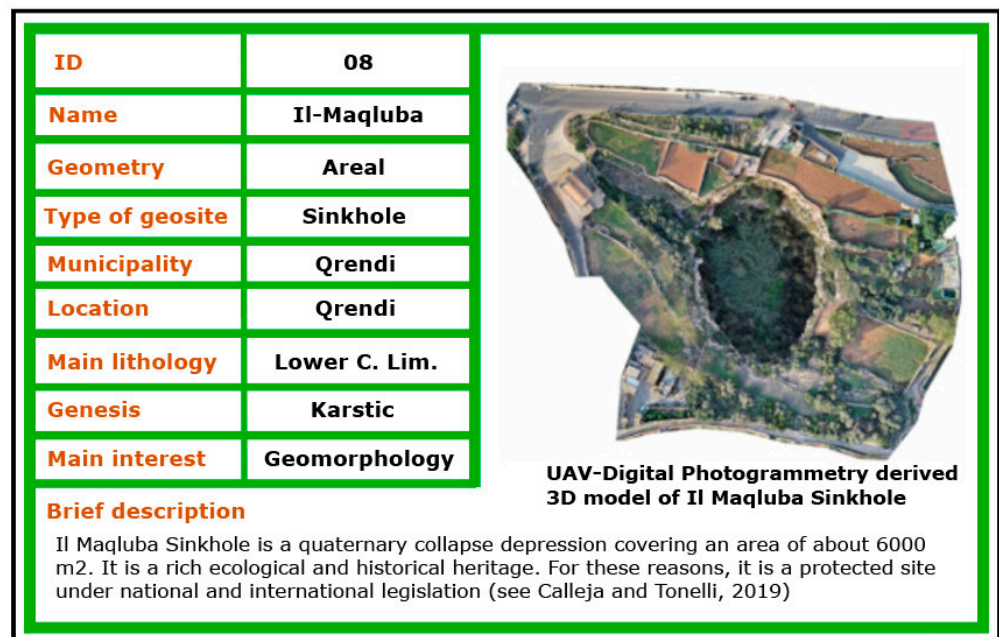 ID 08
Name Il-Maqluba
Geometry Areal
Type of geosite Sinkhole
Municipality Qrendi
Location Qrendi
Main lithology Lower C. Lim.
Genesis Karstic
Main interest Geomorphology
UAV-Digital Photogrammetry derived
3D model of Il Maqluba Sinkhole
Brief description
Il Maqluba Sinkhole is a quaternary collapse depression covering an area of about 6000
m2. It is a rich ecological and historical heritage. For these reasons, it is a protected site
under national and international legislation (see Calleja and Tonelli, 2019)